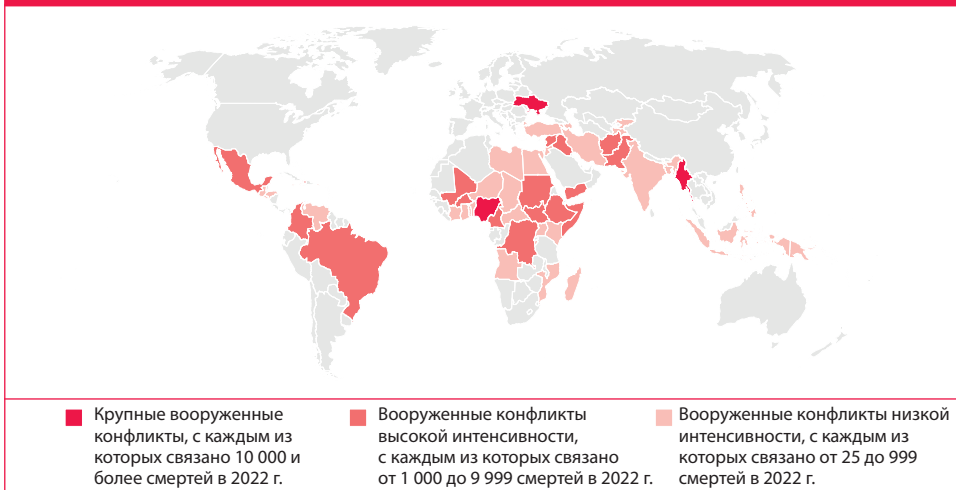 Крупные вооруженные
конфликты, с каждым из
которых связано 10 000 и
более смертей в 2022 г.
Вооруженные конфликты
высокой интенсивности,
с каждым из которых связано
от 1 000 до 9 999 смертей в 2022 г.
Вооруженные конфликты низкой
интенсивности, с каждым из
которых связано от 25 до 999
смертей в 2022 г.